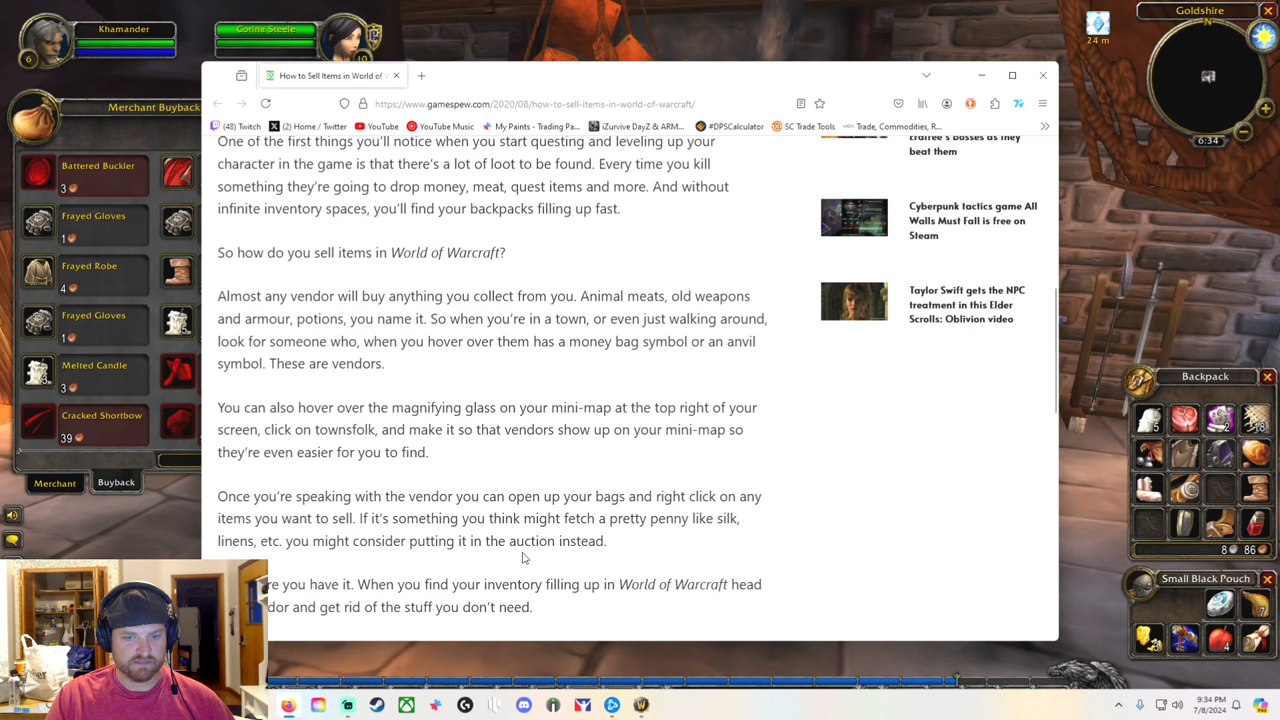 Khamander
6
Corina Steele
10
24 m
Goldshire
N
6:34
Merchant Buyback
Battered Buckler
3
Frayed Gloves
1
Frayed Robe
4
Frayed Gloves
1
Melted Candle
3
Cracked Shortbow
39
Merchant
Buyback
How to Sell Items in World of
https://www.gamespew.com/2020/08/how-to-sell-items-in-world-of-warcraft/
(48) Twitch
(2) Home / Twitter
YouTube
YouTube Music
My Paints - Trading Pa...
iZurvive DayZ & ARM...
#DPSCalculator
SC Trade Tools
Trade, Commodities, R...
One of the first things you'll notice when you start questing and leveling up your
character in the game is that there's a lot of loot to be found. Every time you kill
something they're going to drop money, meat, quest items and more. And without
infinite inventory spaces, you'll find your backpacks filling up fast.
So how do you sell items in World of Warcraft?
Almost any vendor will buy anything you collect from you. Animal meats, old weapons
and armour, potions, you name it. So when you're in a town, or even just walking around,
look for someone who, when you hover over them has a money bag symbol or an anvil
symbol. These are vendors.
You can also hover over the magnifying glass on your mini-map at the top right of your
screen, click on townsfolk, and make it so that vendors show up on your mini-map so
they're even easier for you to find.
Once you're speaking with the vendor you can open up your bags and right click on any
items you want to sell. If it's something you think might fetch a pretty penny like silk,
linens, etc. you might consider putting it in the auction instead.
re you have it. When you find your inventory filling up in World of Warcraft head
dor and get rid of the stuff you don't need.
bosses as they
beat them
Cyberpunk tactics game All
Walls Must Fall is free on
Steam
Taylor Swift gets the NPC
treatment in this Elder
Scrolls: Oblivion video
Backpack
5
2
18
8 86
Small Black Pouch
7
3
4
9:34 PM
7/8/2024